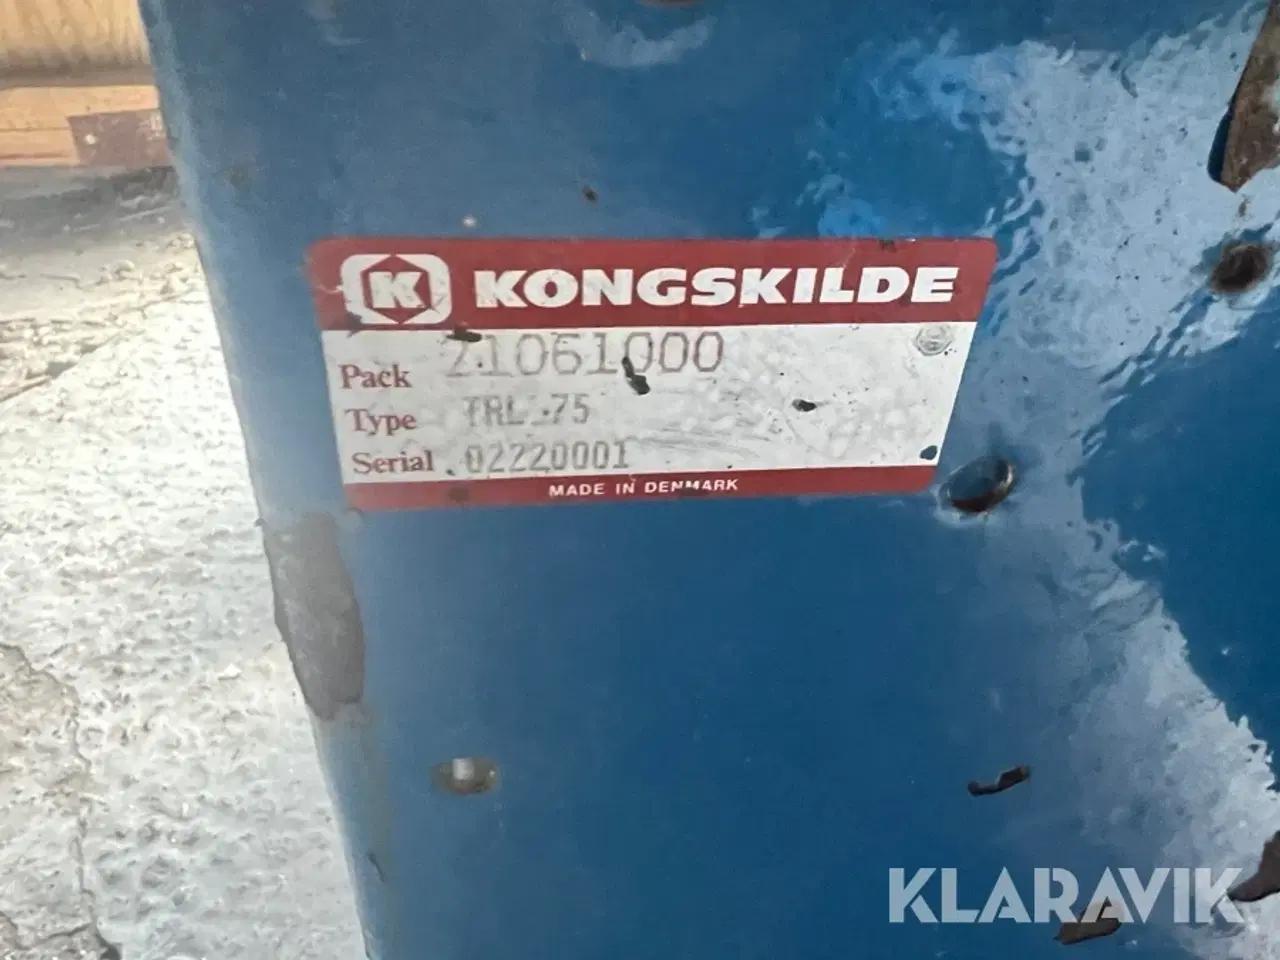 K KONGSKILDE
Pack 21061000
Type TRL 75
Serial 02220001
MADE IN DENMARK
KLARAVIK